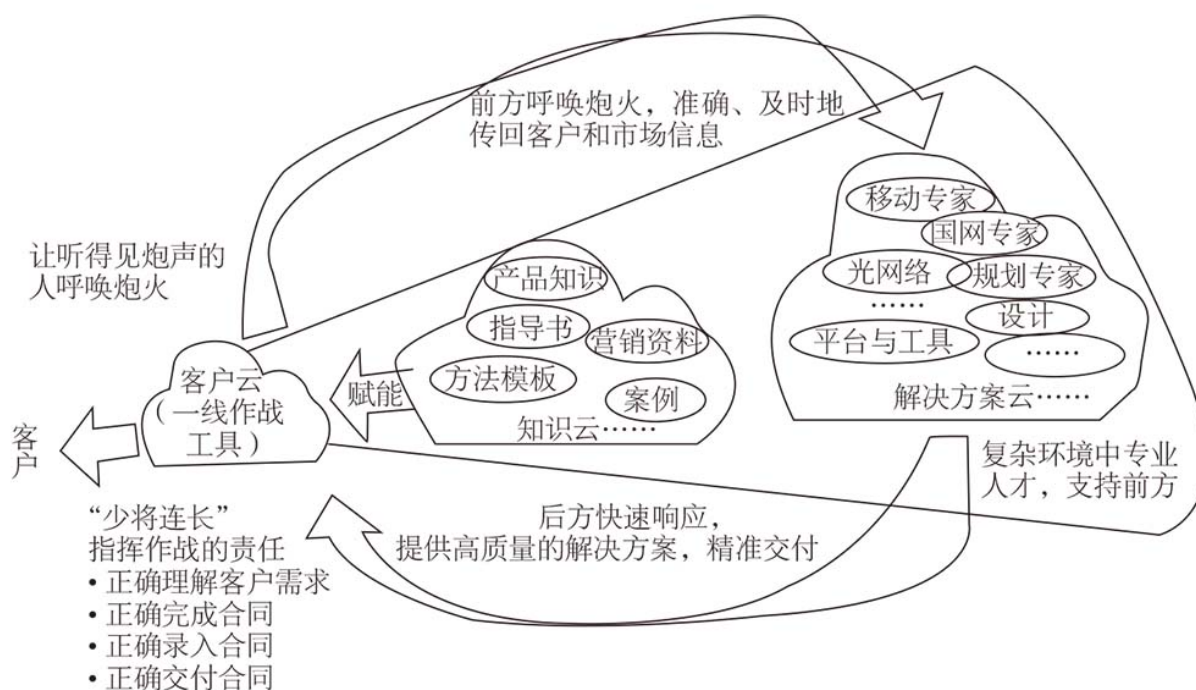 前方呼唤炮火，准确、及时地
传回客户和市场信息
让听得见炮声的
人呼唤炮火
移动专家
国网专家
光网络
规划专家
……
设计
平台与工具
……
解决方案云……
产品知识
指导书
营销资料
方法模板
案例
知识云……
赋能
客户云
（一线作战
工具）
客户
复杂环境中专业
人才，支持前方
后方快速响应，
提供高质量的解决方案，精准交付
“少将连长”
指挥作战的责任
• 正确理解客户需求
• 正确完成合同
• 正确录入合同
• 正确交付合同